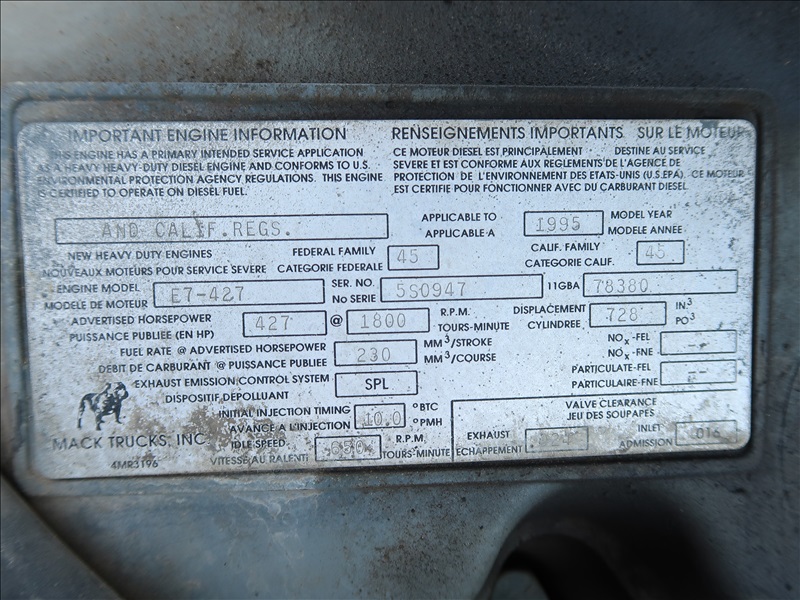 IMPORTANT ENGINE INFORMATION
THIS ENGINE HAS A PRIMARY INTENDED SERVICE APPLICATION
AS A HEAVY HEAVY-DUTY DIESEL ENGINE AND CONFORMS TO U.S.
ENVIRONMENTAL PROTECTION AGENCY REGULATIONS. THIS ENGINE
IS CERTIFIED TO OPERATE ON DIESEL FUEL.
RENSEIGNEMENTS IMPORTANTS SUR LE MOTEUR
CE MOTEUR DIESEL EST PRINCIPALEMENT DESTINE AU SERVICE
SEVERE ET EST CONFORME AUX REGLEMENTS DE L'AGENCE DE
PROTECTION DE L'ENVIRONNEMENT DES ETATS-UNIS (U.S.EPA). CE MOTEUR
EST CERTIFIE POUR FONCTIONNER AVEC DU CARBURANT DIESEL.
AND CALIF.REGS.
APPLICABLE TO
APPLICABLE-A
1995
MODEL YEAR
MODELE ANNEE
NEW HEAVY DUTY ENGINES
NOUVEAUX MOTEURS POUR SERVICE SEVERE
FEDERAL FAMILY
CATEGORIE FEDERALE
45
CALIF. FAMILY
CATEGORIE CALIF.
45
ENGINE MODEL
MODELE DE MOTEUR
E7-427
SER. NO.
No SERIE
5S0947
11GBA
78380
ADVERTISED HORSEPOWER
PUISSANCE PUBLIÉE (EN HP)
427
@
1800
R.P.M.
TOURS-MINUTE
DISPLACEMENT
CYLINDREE
728
IN3
PO3
FUEL RATE @ ADVERTISED HORSEPOWER
DEBIT DE CARBURANT @ PUISSANCE PUBLIEE
230
MM3/STROKE
MM3/COURSE
NOX-FEL
NOX-FNE
--
EXHAUST EMISSION CONTROL SYSTEM
DISPOSITIF DEPOLLUANT
SPL
PARTICULATE-FEL
PARTICULAIRE-FNE
--
INITIAL INJECTION TIMING
AVANCE A L'INJECTION
10.0
°BTC
°PMH
MACK TRUCKS, INC.
4MR3196
IDLE SPEED
VITESSE AU RALENTI
650
R.P.M.
TOURS-MINUTE
VALVE CLEARANCE
JEU DES SOUPAPES
EXHAUST
ECHAPPEMENT
INLET
ADMISSION
.016